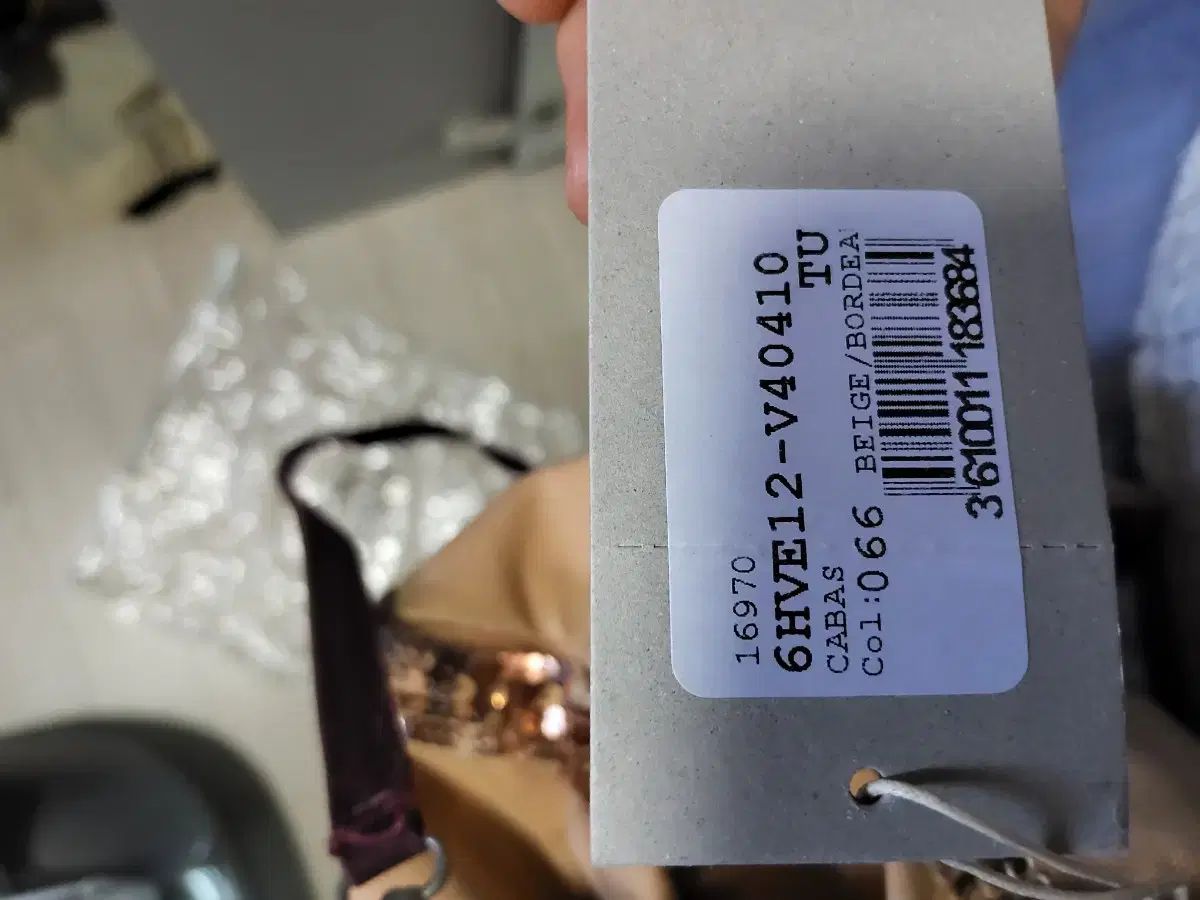 16970
6HVE12-V40410
CABAS TU
Col:066 BEIGE/BORDEA
3610011183684